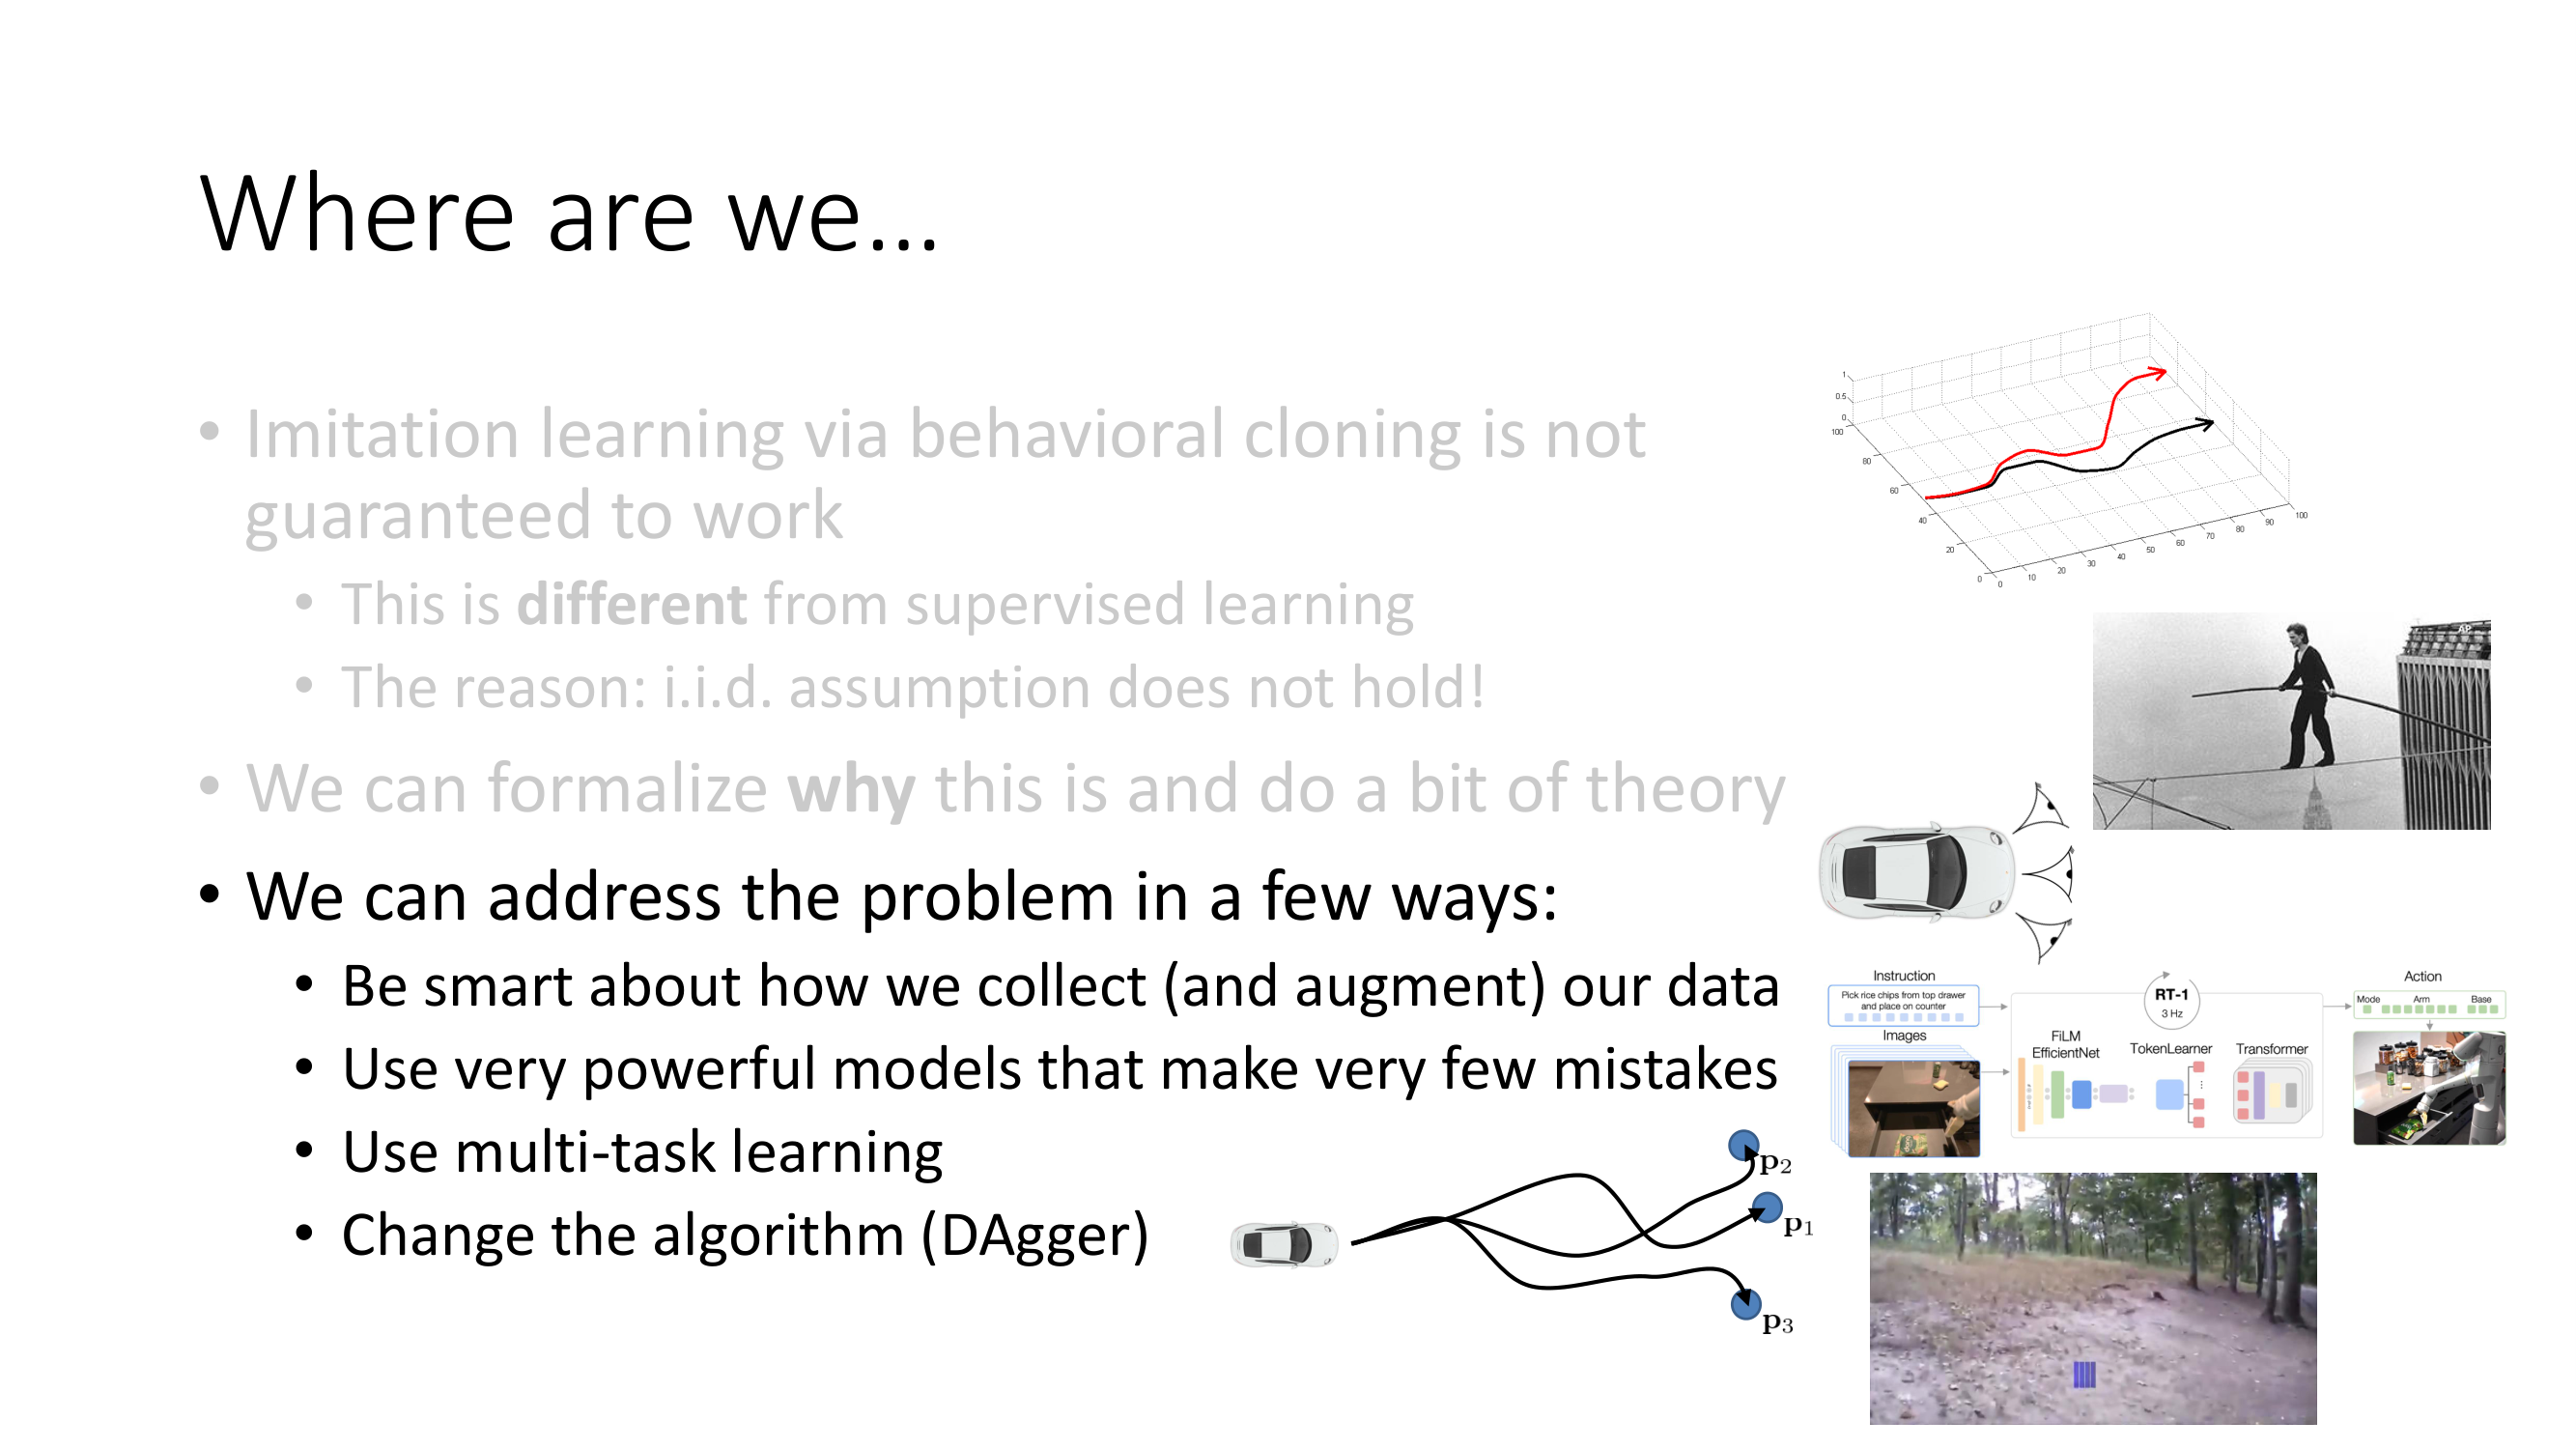 Where are we...
• Imitation learning via behavioral cloning is not
guaranteed to work
• This is different from supervised learning
• The reason: i.i.d. assumption does not hold!
• We can formalize why this is and do a bit of theory
• We can address the problem in a few ways:
• Be smart about how we collect (and augment) our data
• Use very powerful models that make very few mistakes
• Use multi-task learning
• Change the algorithm (DAgger)
1
0.5
0
100
80
60
40
20
0
0
10
20
30
40
50
60
70
80
90
100
AP
Instruction
Pick rice chips from top drawer
and place on counter
Images
RT-1
3 Hz
FiLM
EfficientNet
TokenLearner
Transformer
Action
Mode Arm Base
p2
p1
p3